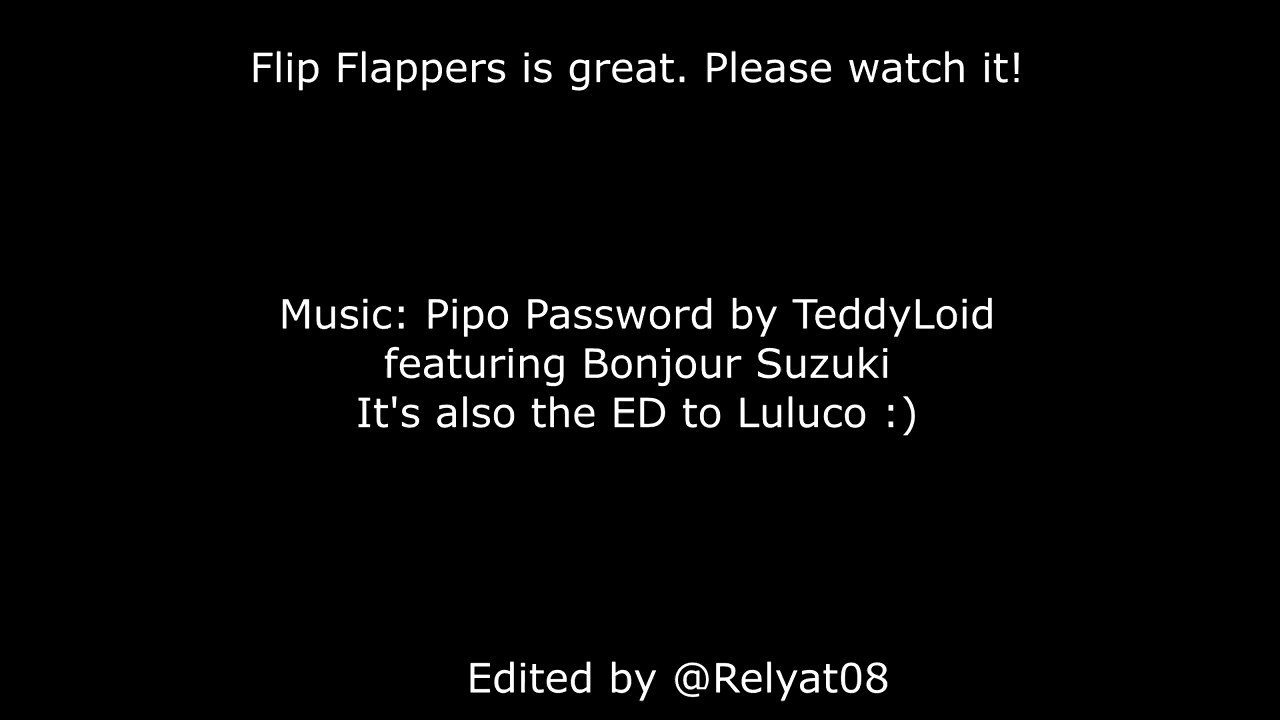 Flip Flappers is great. Please watch it!
Music: Pipo Password by TeddyLoid
featuring Bonjour Suzuki
It's also the ED to Luluco :)
Edited by @Relyat08